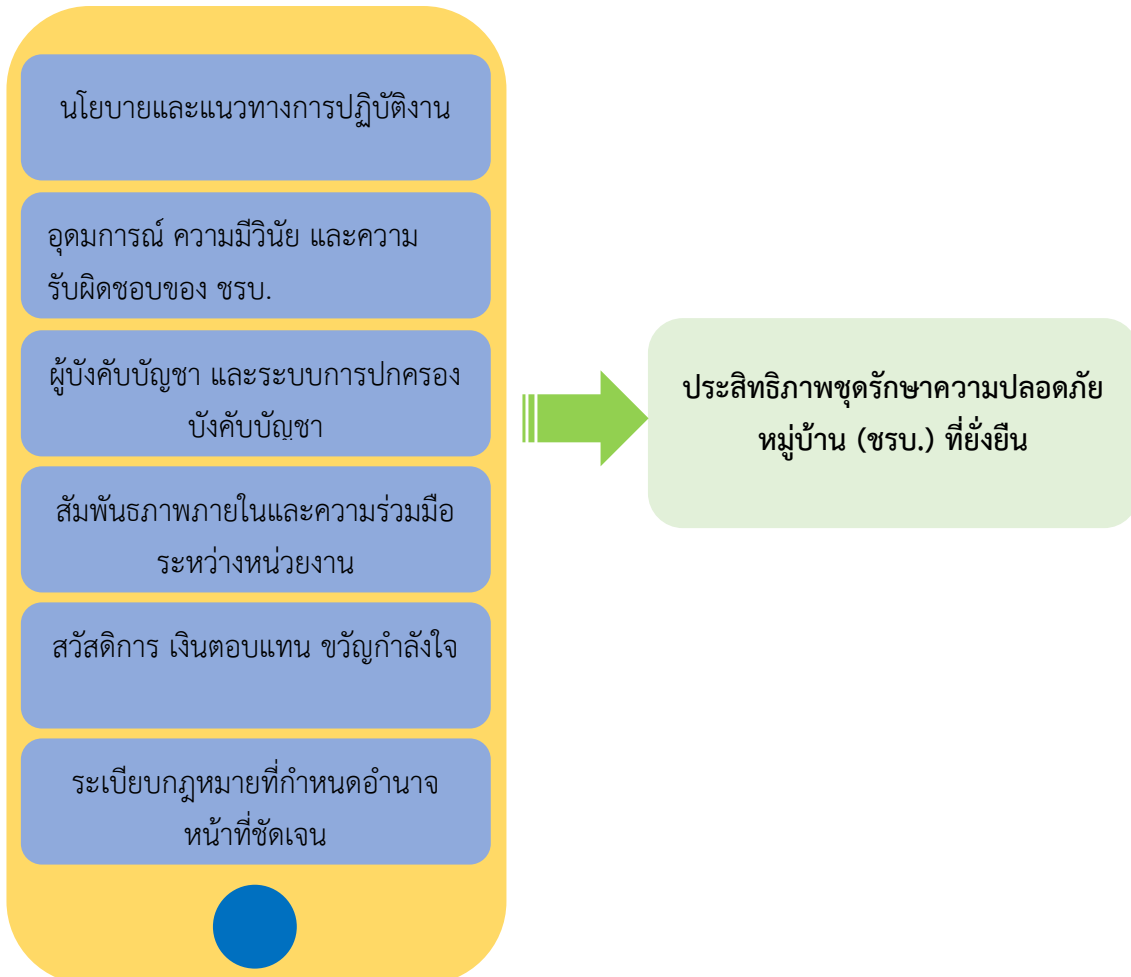 นโยบายและแนวทางการปฏิบัติงาน
อุดมการณ์ ความมีวินัย และความ
รับผิดชอบของ ชรบ.
ผู้บังคับบัญชา และระบบการปกครอง
บังคับบัญชา
สัมพันธภาพภายในและความร่วมมือ
ระหว่างหน่วยงาน
สวัสดิการ เงินตอบแทน ขวัญกำลังใจ
ระเบียบกฎหมายที่กำหนดอำนาจ
หน้าที่ชัดเจน
ประสิทธิภาพชุดรักษาความปลอดภัย
หมู่บ้าน (ชรบ.) ที่ยั่งยืน